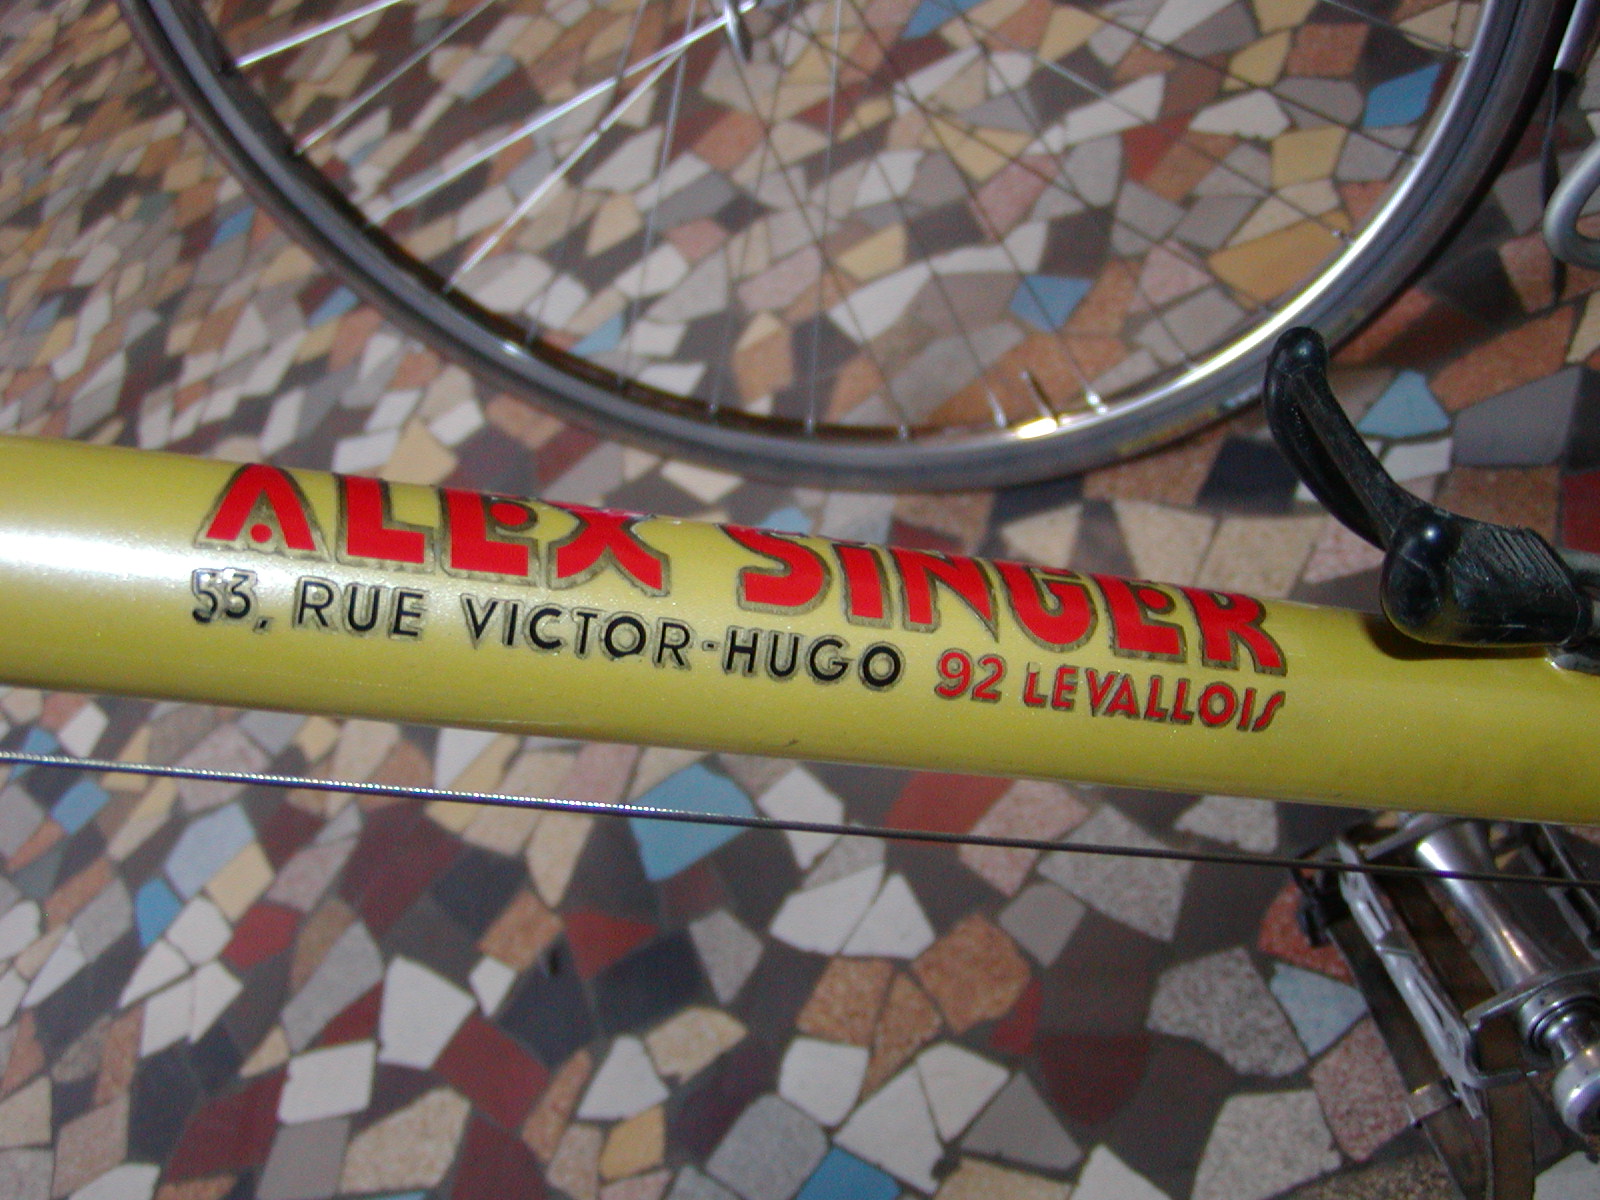 ALEX SINGER
53, RUE VICTOR-HUGO 92 LEVALLOIS